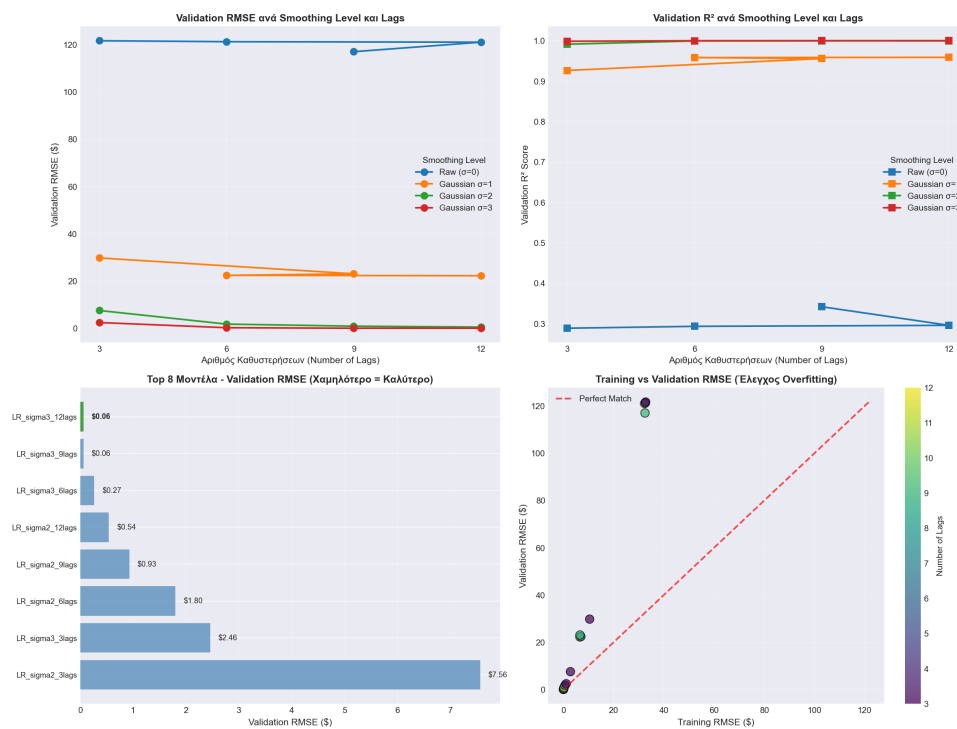 Validation RMSE ανά Smoothing Level και Lags
Validation RMSE ($)
120
100
80
60
40
20
0
Smoothing Level
Raw (σ=0)
Gaussian σ=1
Gaussian σ=2
Gaussian σ=3
3
6
9
12
Αριθμός Καθυστερήσεων (Number of Lags)
Validation R² ανά Smoothing Level και Lags
Validation R² Score
1.0
0.9
0.8
0.7
0.6
0.5
0.4
0.3
Smoothing Level
Raw (σ=0)
Gaussian σ=
Gaussian σ=
Gaussian σ=
3
6
9
12
Αριθμός Καθυστερήσεων (Number of Lags)
Top 8 Μοντέλα - Validation RMSE (Χαμηλότερο = Καλύτερο)
LR_sigma3_12lags $0.06
LR_sigma3_9lags $0.06
LR_sigma3_6lags $0.27
LR_sigma2_12lags $0.54
LR_sigma2_9lags $0.93
LR_sigma2_6lags $1.80
LR_sigma3_3lags $2.46
LR_sigma2_3lags $7.56
0 1 2 3 4 5 6 7
Validation RMSE ($)
Training vs Validation RMSE (Έλεγχος Overfitting)
Perfect Match
Validation RMSE ($)
120
100
80
60
40
20
0
0 20 40 60 80 100 120
Training RMSE ($)
12
11
10
9
8
7
6
5
4
3
Number of Lags